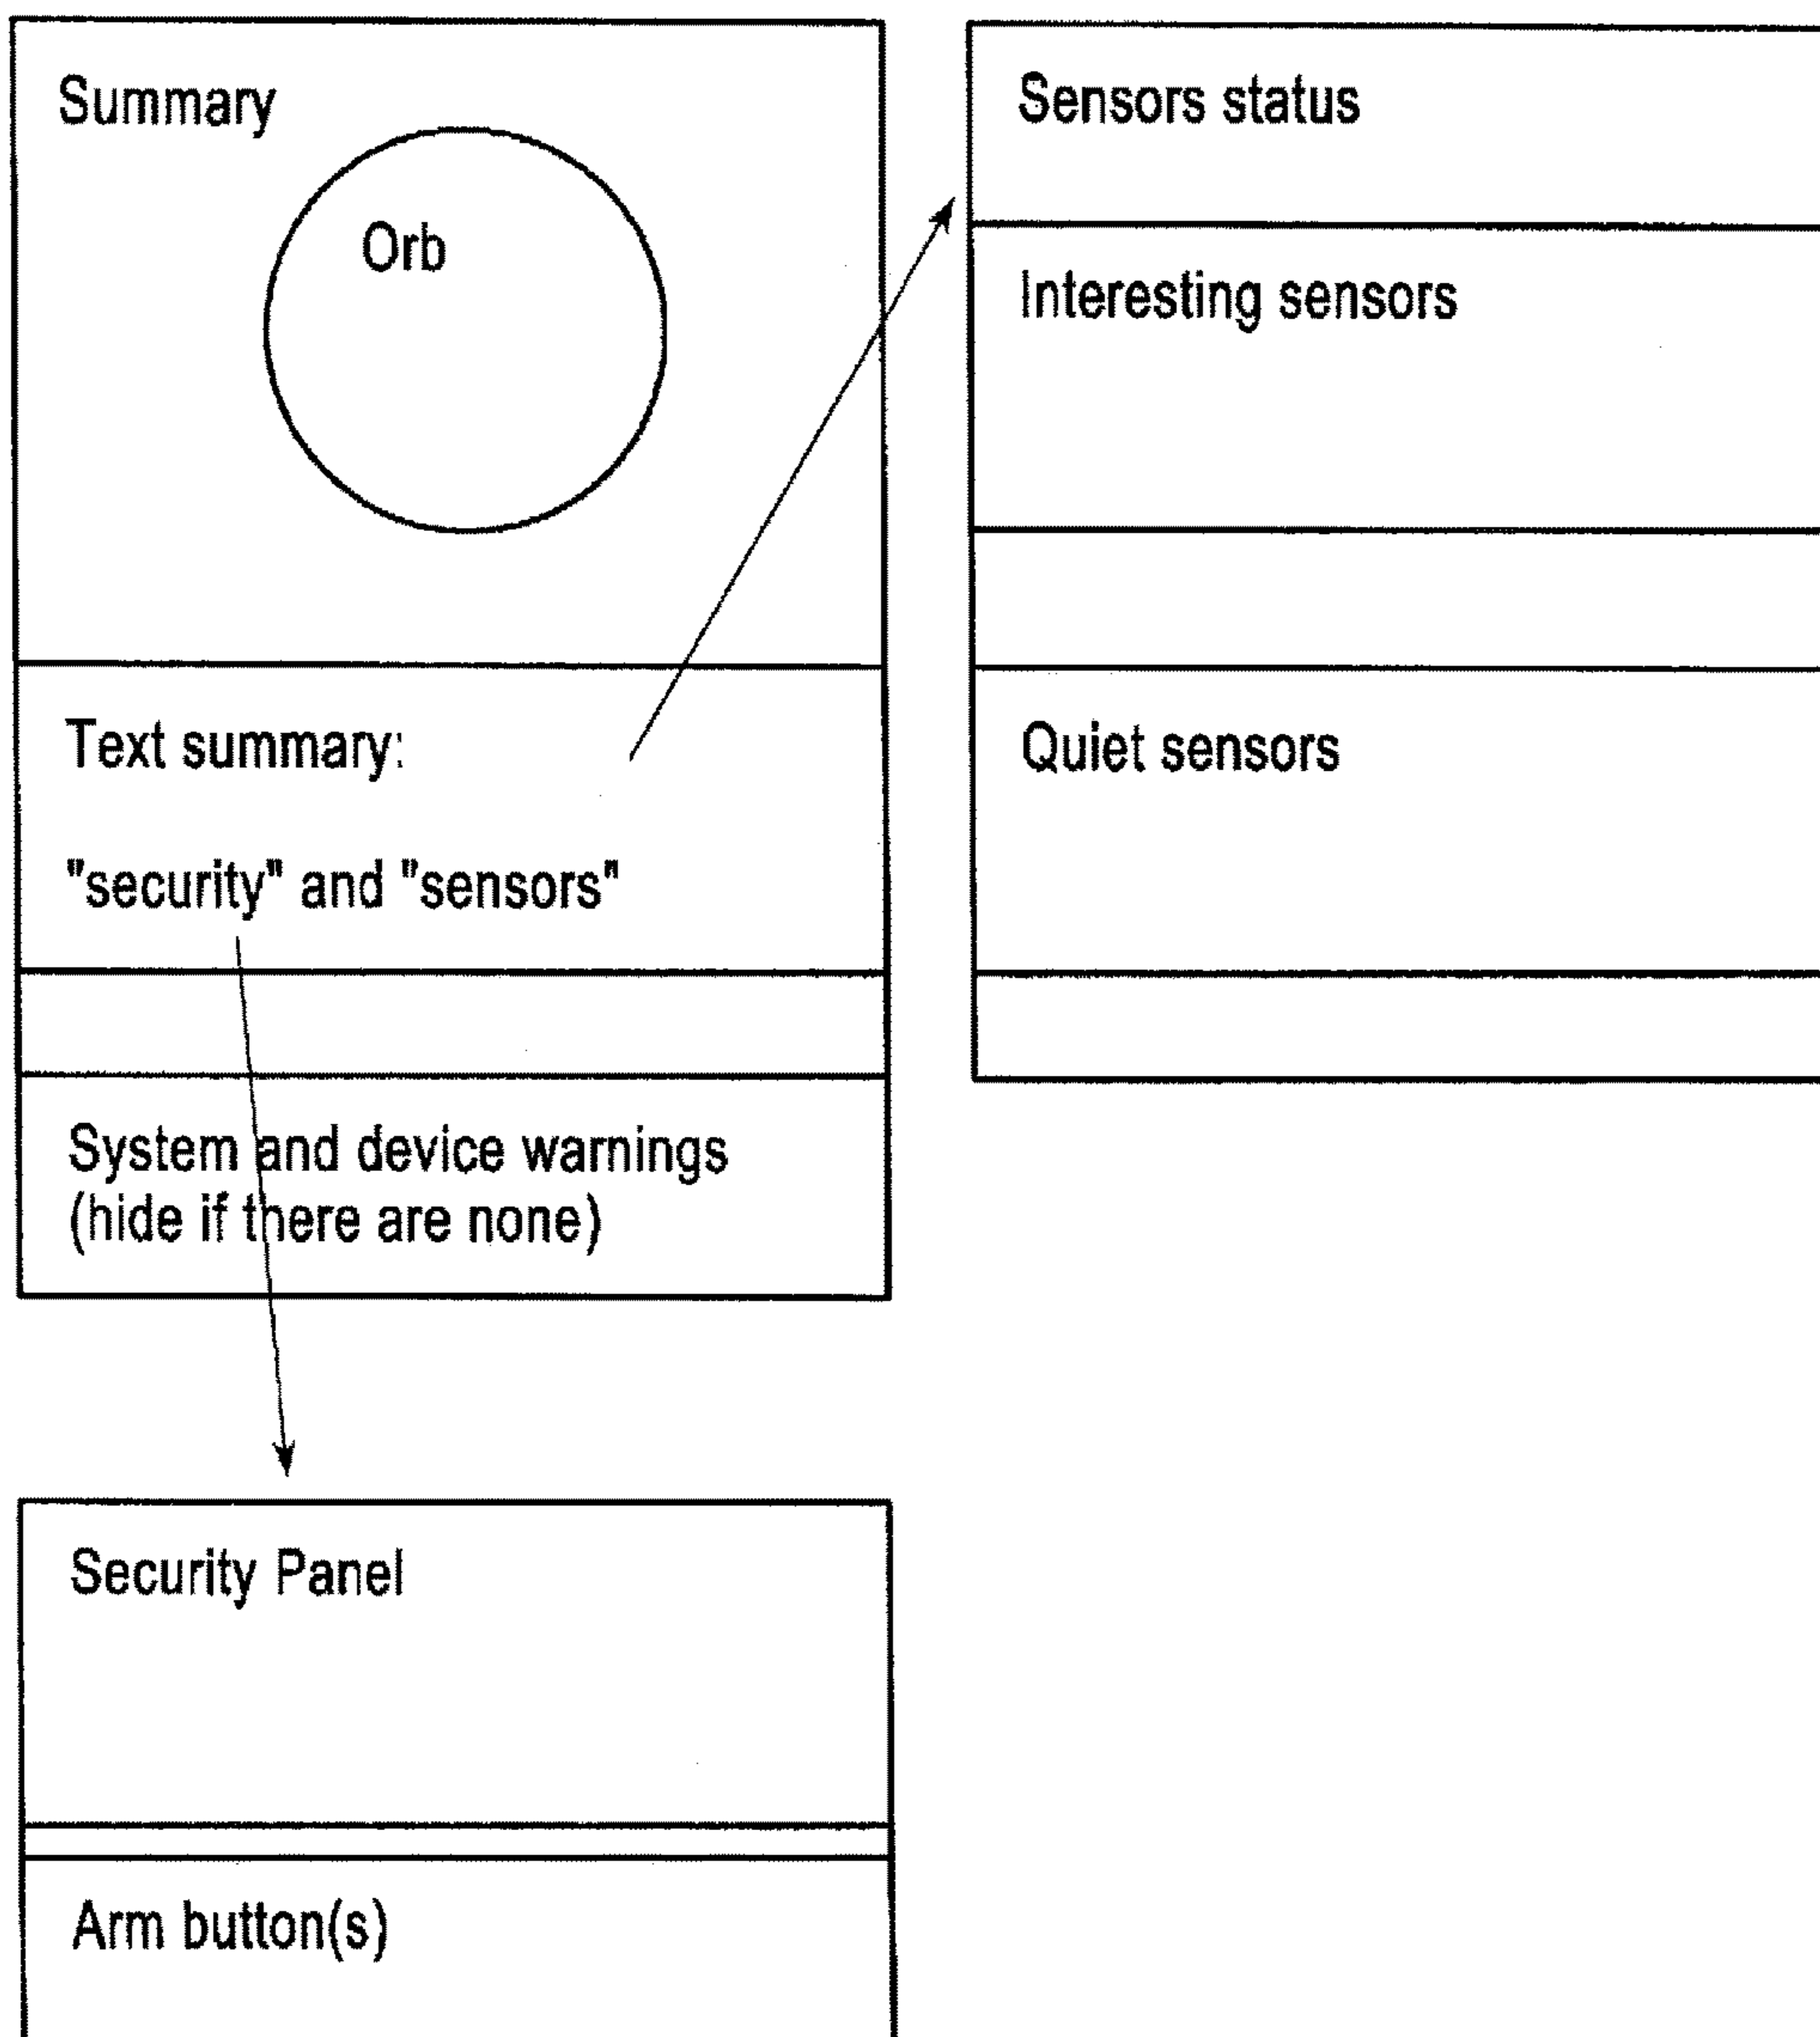 Summary
Orb
Text summary:
"security" and "sensors"
System and device warnings
(hide if there are none)
Sensors status
Interesting sensors
Quiet sensors
Security Panel
Arm button(s)